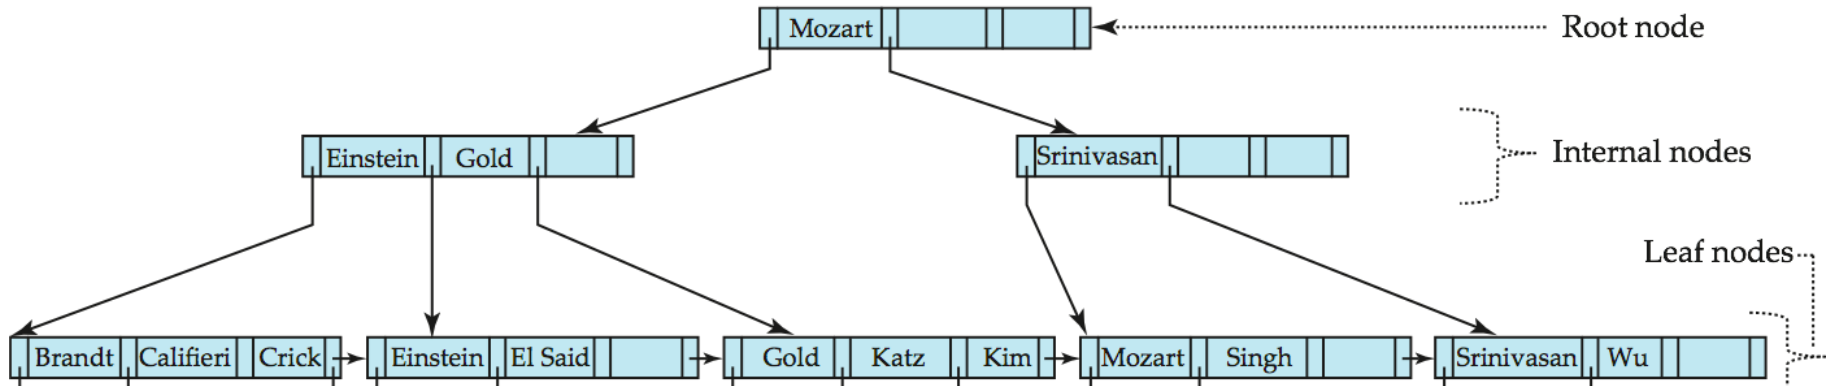 Mozart
Root node
Einstein Gold
Srinivasan
Internal nodes
Leaf nodes
Brandt Califieri Crick Einstein El Said Gold Katz Kim Mozart Singh Srinivasan Wu